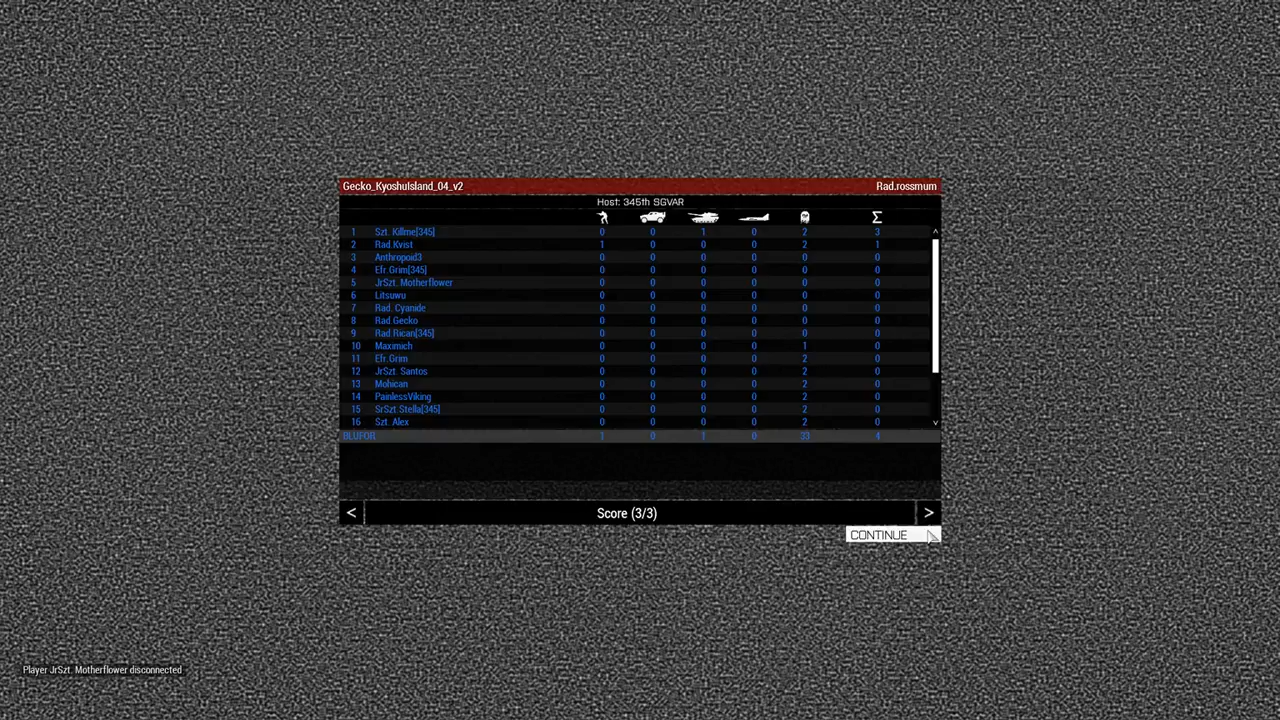 Gecko_KyoshuIsland_04_v2 Rad.rossmum
Host: 345th SGVAR
Σ
1 Szt. Killme[345] 0 0 1 0 2 3
2 Rad.Kvist 1 0 0 0 2 1
3 Anthropoid3 0 0 0 0 0 0
4 Efr.Grim[345] 0 0 0 0 0 0
5 JrSzt. Motherflower 0 0 0 0 0 0
6 Litsuwu 0 0 0 0 0 0
7 Rad. Cyanide 0 0 0 0 0 0
8 Rad Gecko 0 0 0 0 0 0
9 Rad Rican[345] 0 0 0 0 0 0
10 Maximich 0 0 0 0 1 0
11 Efr.Grim 0 0 0 0 2 0
12 JrSzt. Santos 0 0 0 0 2 0
13 Mohican 0 0 0 0 2 0
14 PainlessViking 0 0 0 0 2 0
15 SrSzt.Stella[345] 0 0 0 0 2 0
16 Szt. Alex 0 0 0 0 2 0
BLUFOR 1 0 1 0 33 4
< Score (3/3) >
CONTINUE
Player JrSzt. Motherflower disconnected